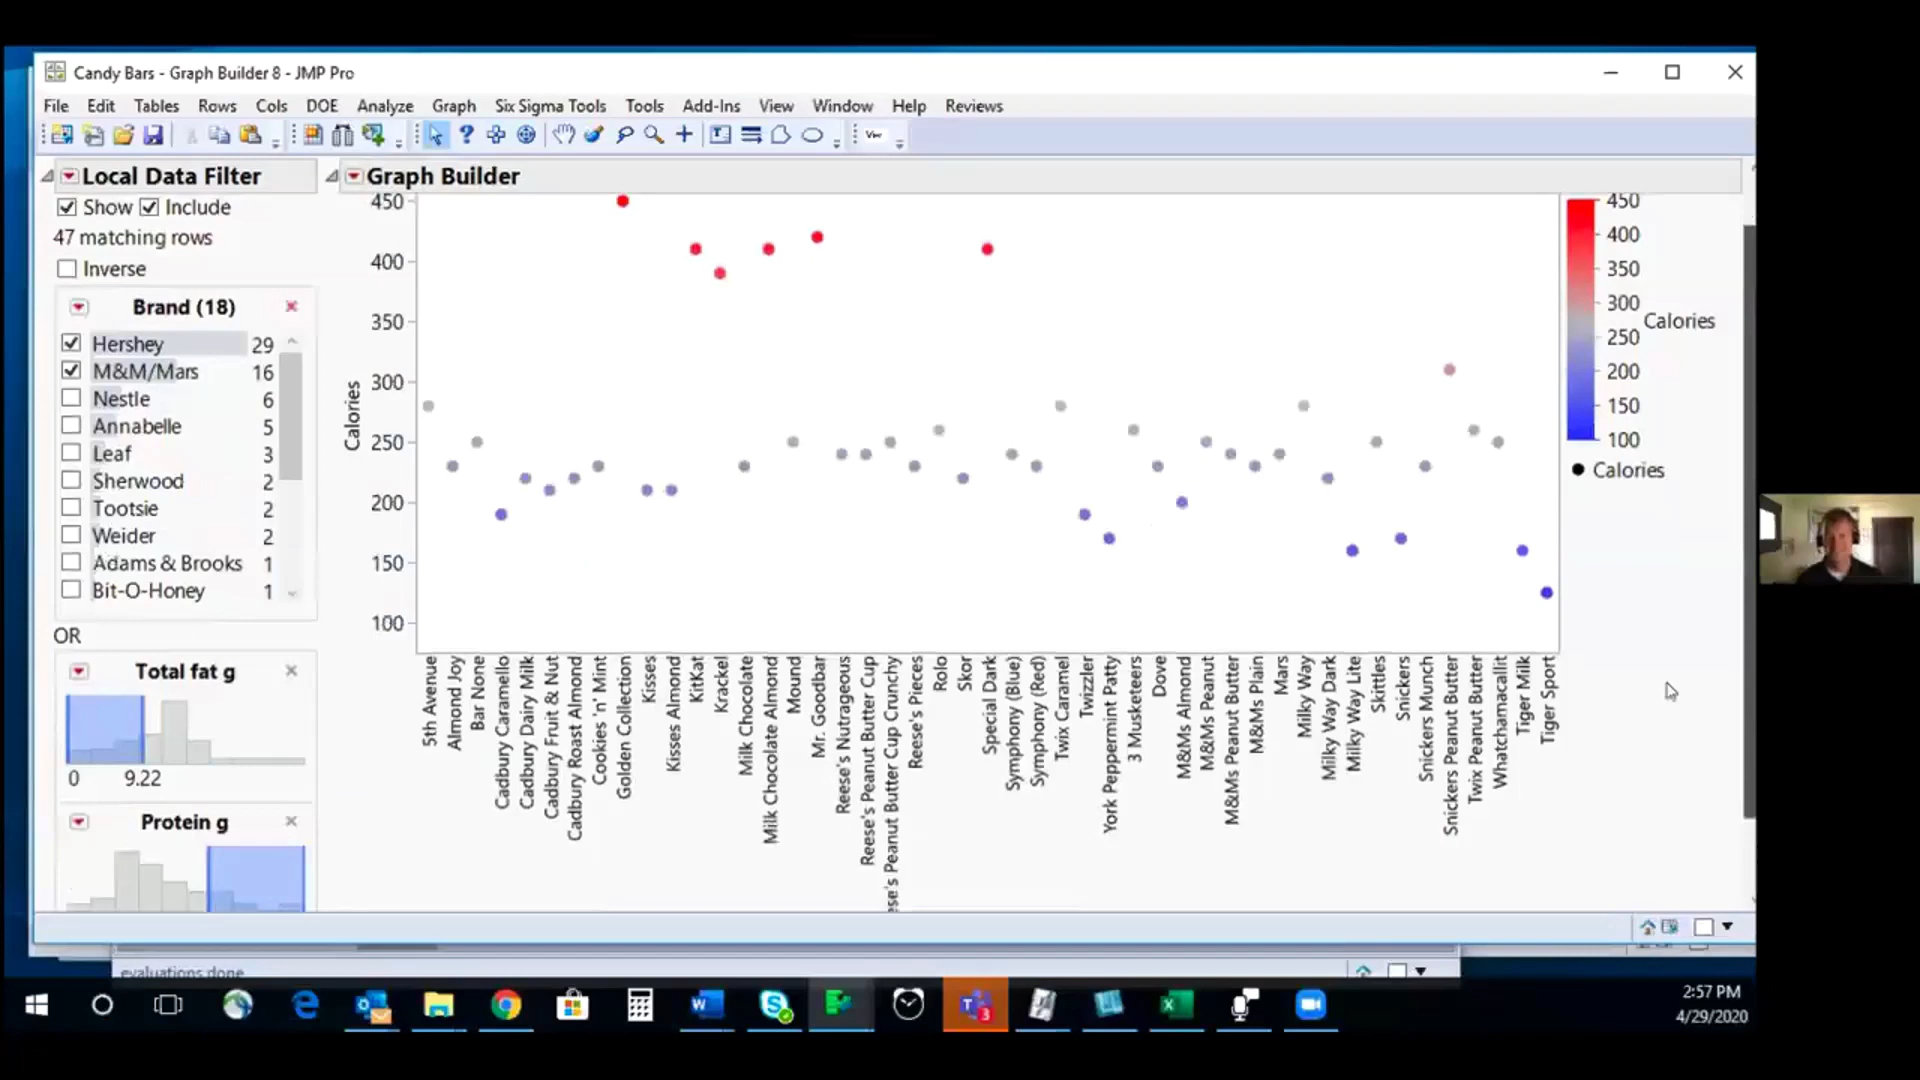 Candy Bars - Graph Builder 8 - JMP Pro
File Edit Tables Rows Cols DOE Analyze Graph Six Sigma Tools Tools Add-Ins View Window Help Reviews
Local Data Filter
Show Include
47 matching rows
Inverse
Brand (18)
Hershey 29
M&M/Mars 16
Nestle 6
Annabelle 5
Leaf 3
Sherwood 2
Tootsie 2
Weider 2
Adams & Brooks 1
Bit-O-Honey 1
OR
Total fat g
0 9.22
Protein g
Graph Builder
Calories
450
400
350
300
250
200
150
100
5th Avenue
Almond Joy
Bar None
Cadbury Caramello
Cadbury Dairy Milk
Cadbury Fruit & Nut
Cadbury Roast Almond
Cookies 'n' Mint
Golden Collection
Kisses
Kisses Almond
KitKat
Krackel
Milk Chocolate
Milk Chocolate Almond
Mound
Mr. Goodbar
Reese's Nutrageous
Reese's Peanut Butter Cup
ese's Peanut Butter Cup Crunchy
Reese's Pieces
Rolo
Skor
Special Dark
Symphony (Blue)
Symphony (Red)
Twix Caramel
Twizzler
York Peppermint Patty
3 Musketeers
Dove
M&Ms Almond
M&Ms Peanut
M&Ms Peanut Butter
M&Ms Plain
Mars
Milky Way
Milky Way Dark
Milky Way Lite
Skittles
Snickers
Snickers Munch
Snickers Peanut Butter
Twix Peanut Butter
Whatchamacallit
Tiger Milk
Tiger Sport
450
400
350
300
250
200
150
100
Calories
Calories
evaluations done
3
2:57 PM
4/29/2020